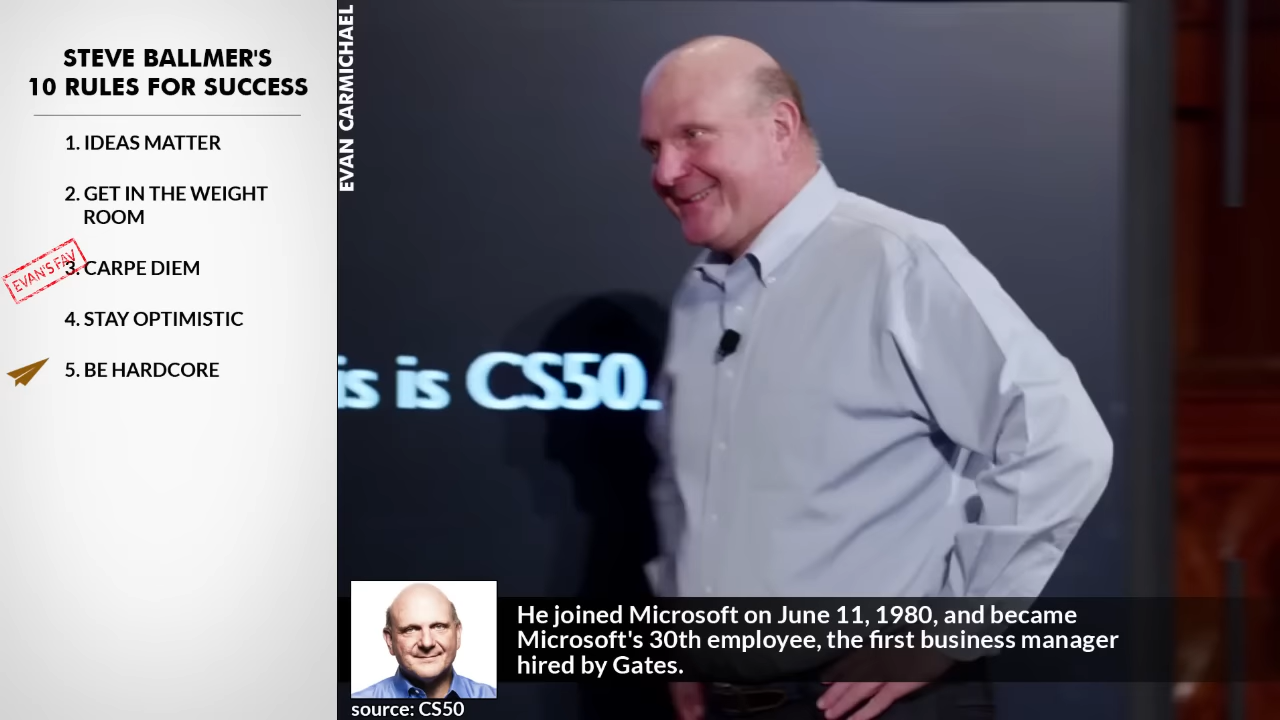 STEVE BALLMER'S
10 RULES FOR SUCCESS
1. IDEAS MATTER
2. GET IN THE WEIGHT
ROOM
EVAN'S FAV
3. CARPE DIEM
4. STAY OPTIMISTIC
5. BE HARDCORE
EVAN CARMICHAEL
is is CS50.
He joined Microsoft on June 11, 1980, and became
Microsoft's 30th employee, the first business manager
hired by Gates.
source: CS50